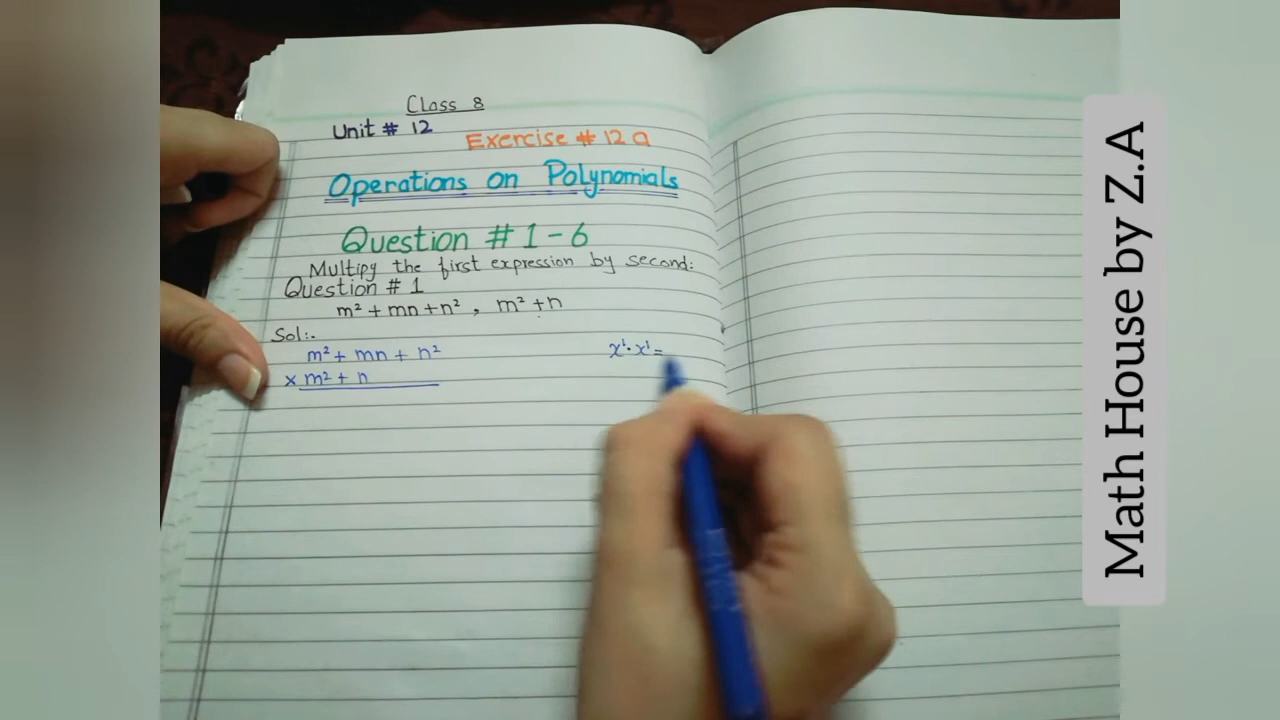 Class 8
Unit # 12
Exercise # 12 a
Operations on Polynomials
Question # 1 - 6
Multipy the first expression by second:
Question # 1
m² + mn + n² , m² + n
Sol:-
m² + mn + n²
x¹ · x¹ =
× m² + n
Math House by Z.A